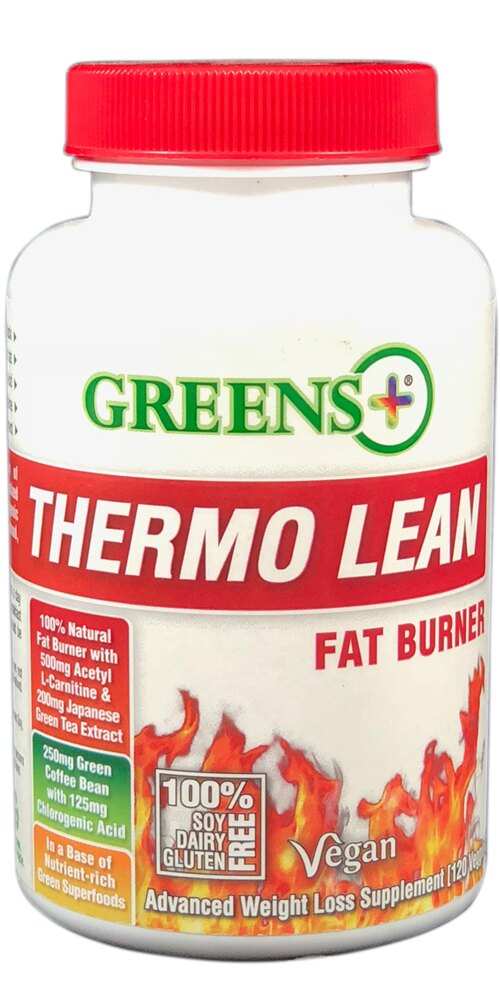 GREENS+®
THERMO LEAN
FAT BURNER
100% Natural
Fat Burner with
500mg Acetyl
L-Carnitine &
200mg Japanese
Green Tea Extract
250mg Green
Coffee Bean
with 125mg
Chlorogenic Acid
In a Base of
Nutrient-rich
Green Superfoods
100%
SOY
DAIRY
GLUTEN
FREE
Vegan
Advanced Weight Loss Supplement [120